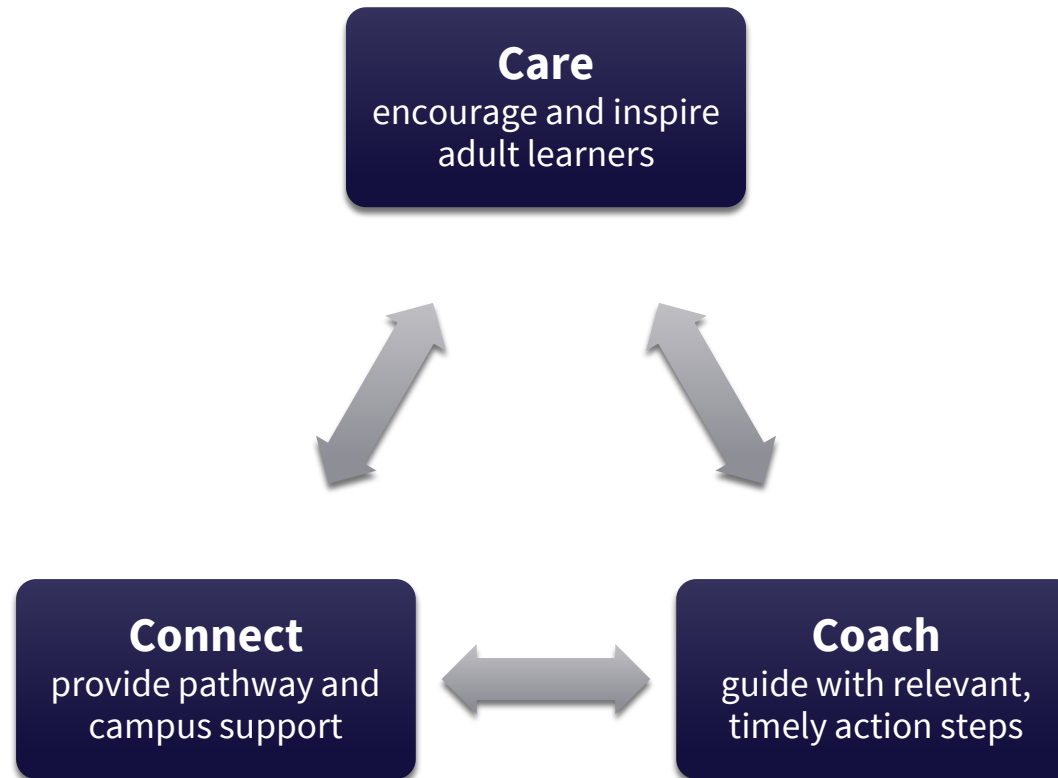 Care
encourage and inspire
adult learners
Connect
provide pathway and
campus support
Coach
guide with relevant,
timely action steps